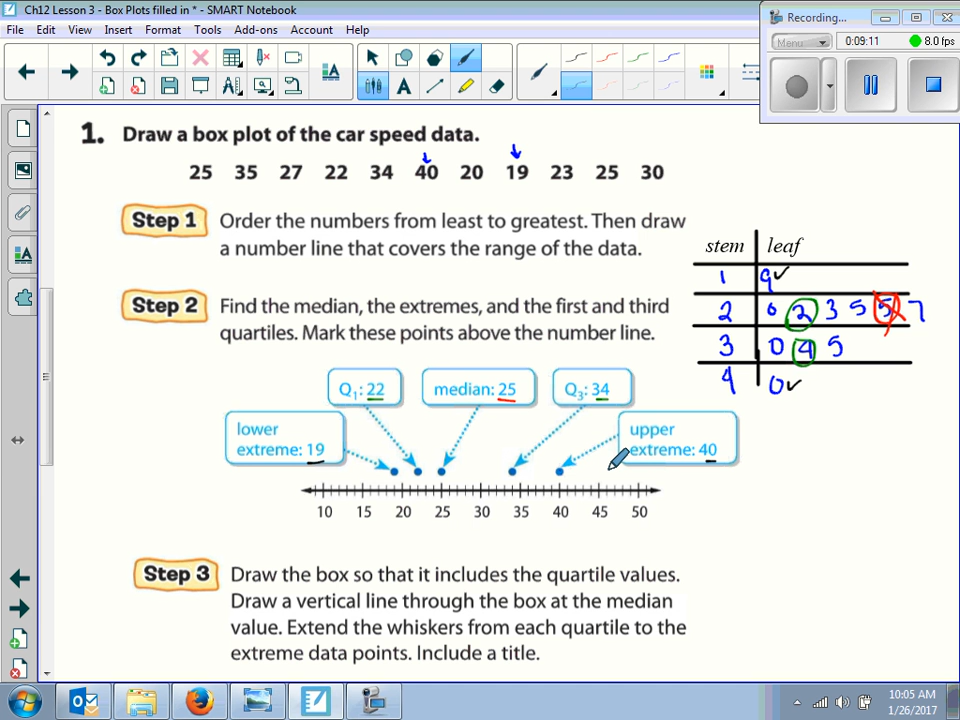 Ch12 Lesson 3 - Box Plots filled in * - SMART Notebook
File Edit View Insert Format Tools Add-ons Account Help
Recording...
Menu
0:09:11
8.0 fps
1. Draw a box plot of the car speed data.
25 35 27 22 34 40 20 19 23 25 30
Step 1 Order the numbers from least to greatest. Then draw
a number line that covers the range of the data.
stem leaf
1 9
2 0 2 3 5 5 7
3 0 4 5
4 0
Step 2 Find the median, the extremes, and the first and third
quartiles. Mark these points above the number line.
Q1: 22 median: 25 Q3: 34
lower
extreme: 19
upper
extreme: 40
10 15 20 25 30 35 40 45 50
Step 3 Draw the box so that it includes the quartile values.
Draw a vertical line through the box at the median
value. Extend the whiskers from each quartile to the
extreme data points. Include a title.
10:05 AM
1/26/2017